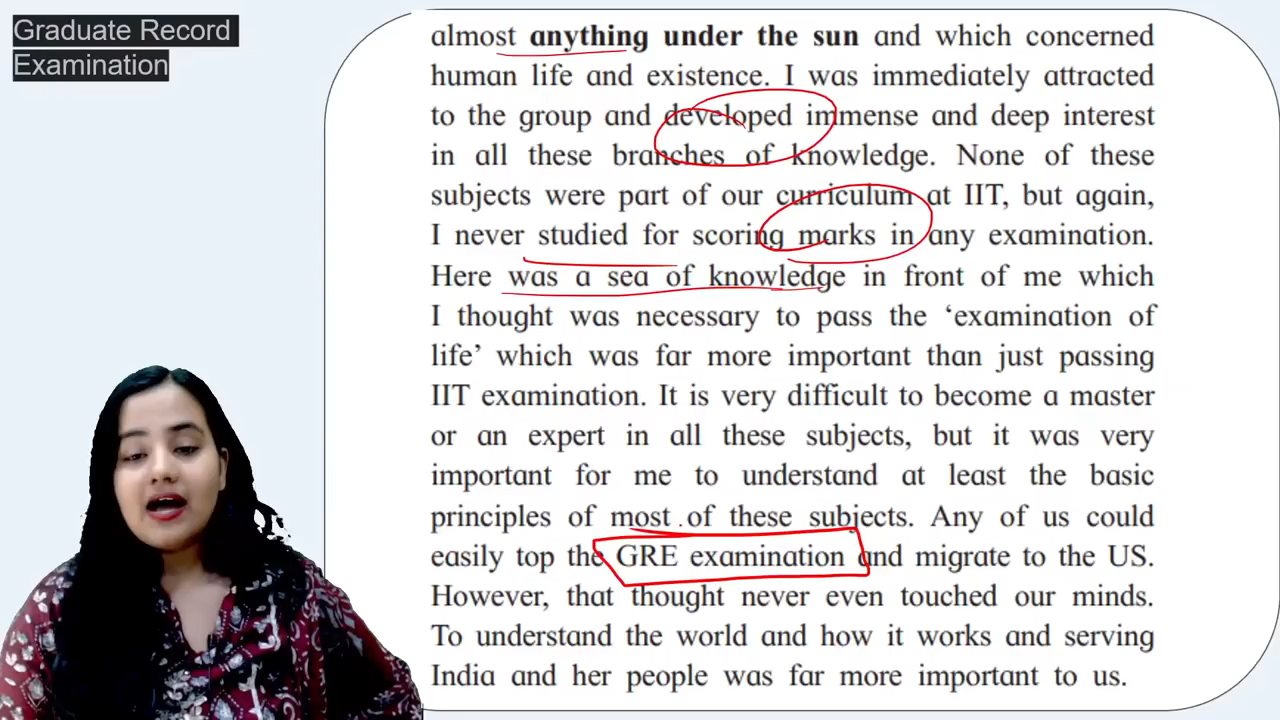 Graduate Record
Examination
almost anything under the sun and which concerned
human life and existence. I was immediately attracted
to the group and developed immense and deep interest
in all these branches of knowledge. None of these
subjects were part of our curriculum at IIT, but again,
I never studied for scoring marks in any examination.
Here was a sea of knowledge in front of me which
I thought was necessary to pass the ‘examination of
life’ which was far more important than just passing
IIT examination. It is very difficult to become a master
or an expert in all these subjects, but it was very
important for me to understand at least the basic
principles of most of these subjects. Any of us could
easily top the GRE examination and migrate to the US.
However, that thought never even touched our minds.
To understand the world and how it works and serving
India and her people was far more important to us.